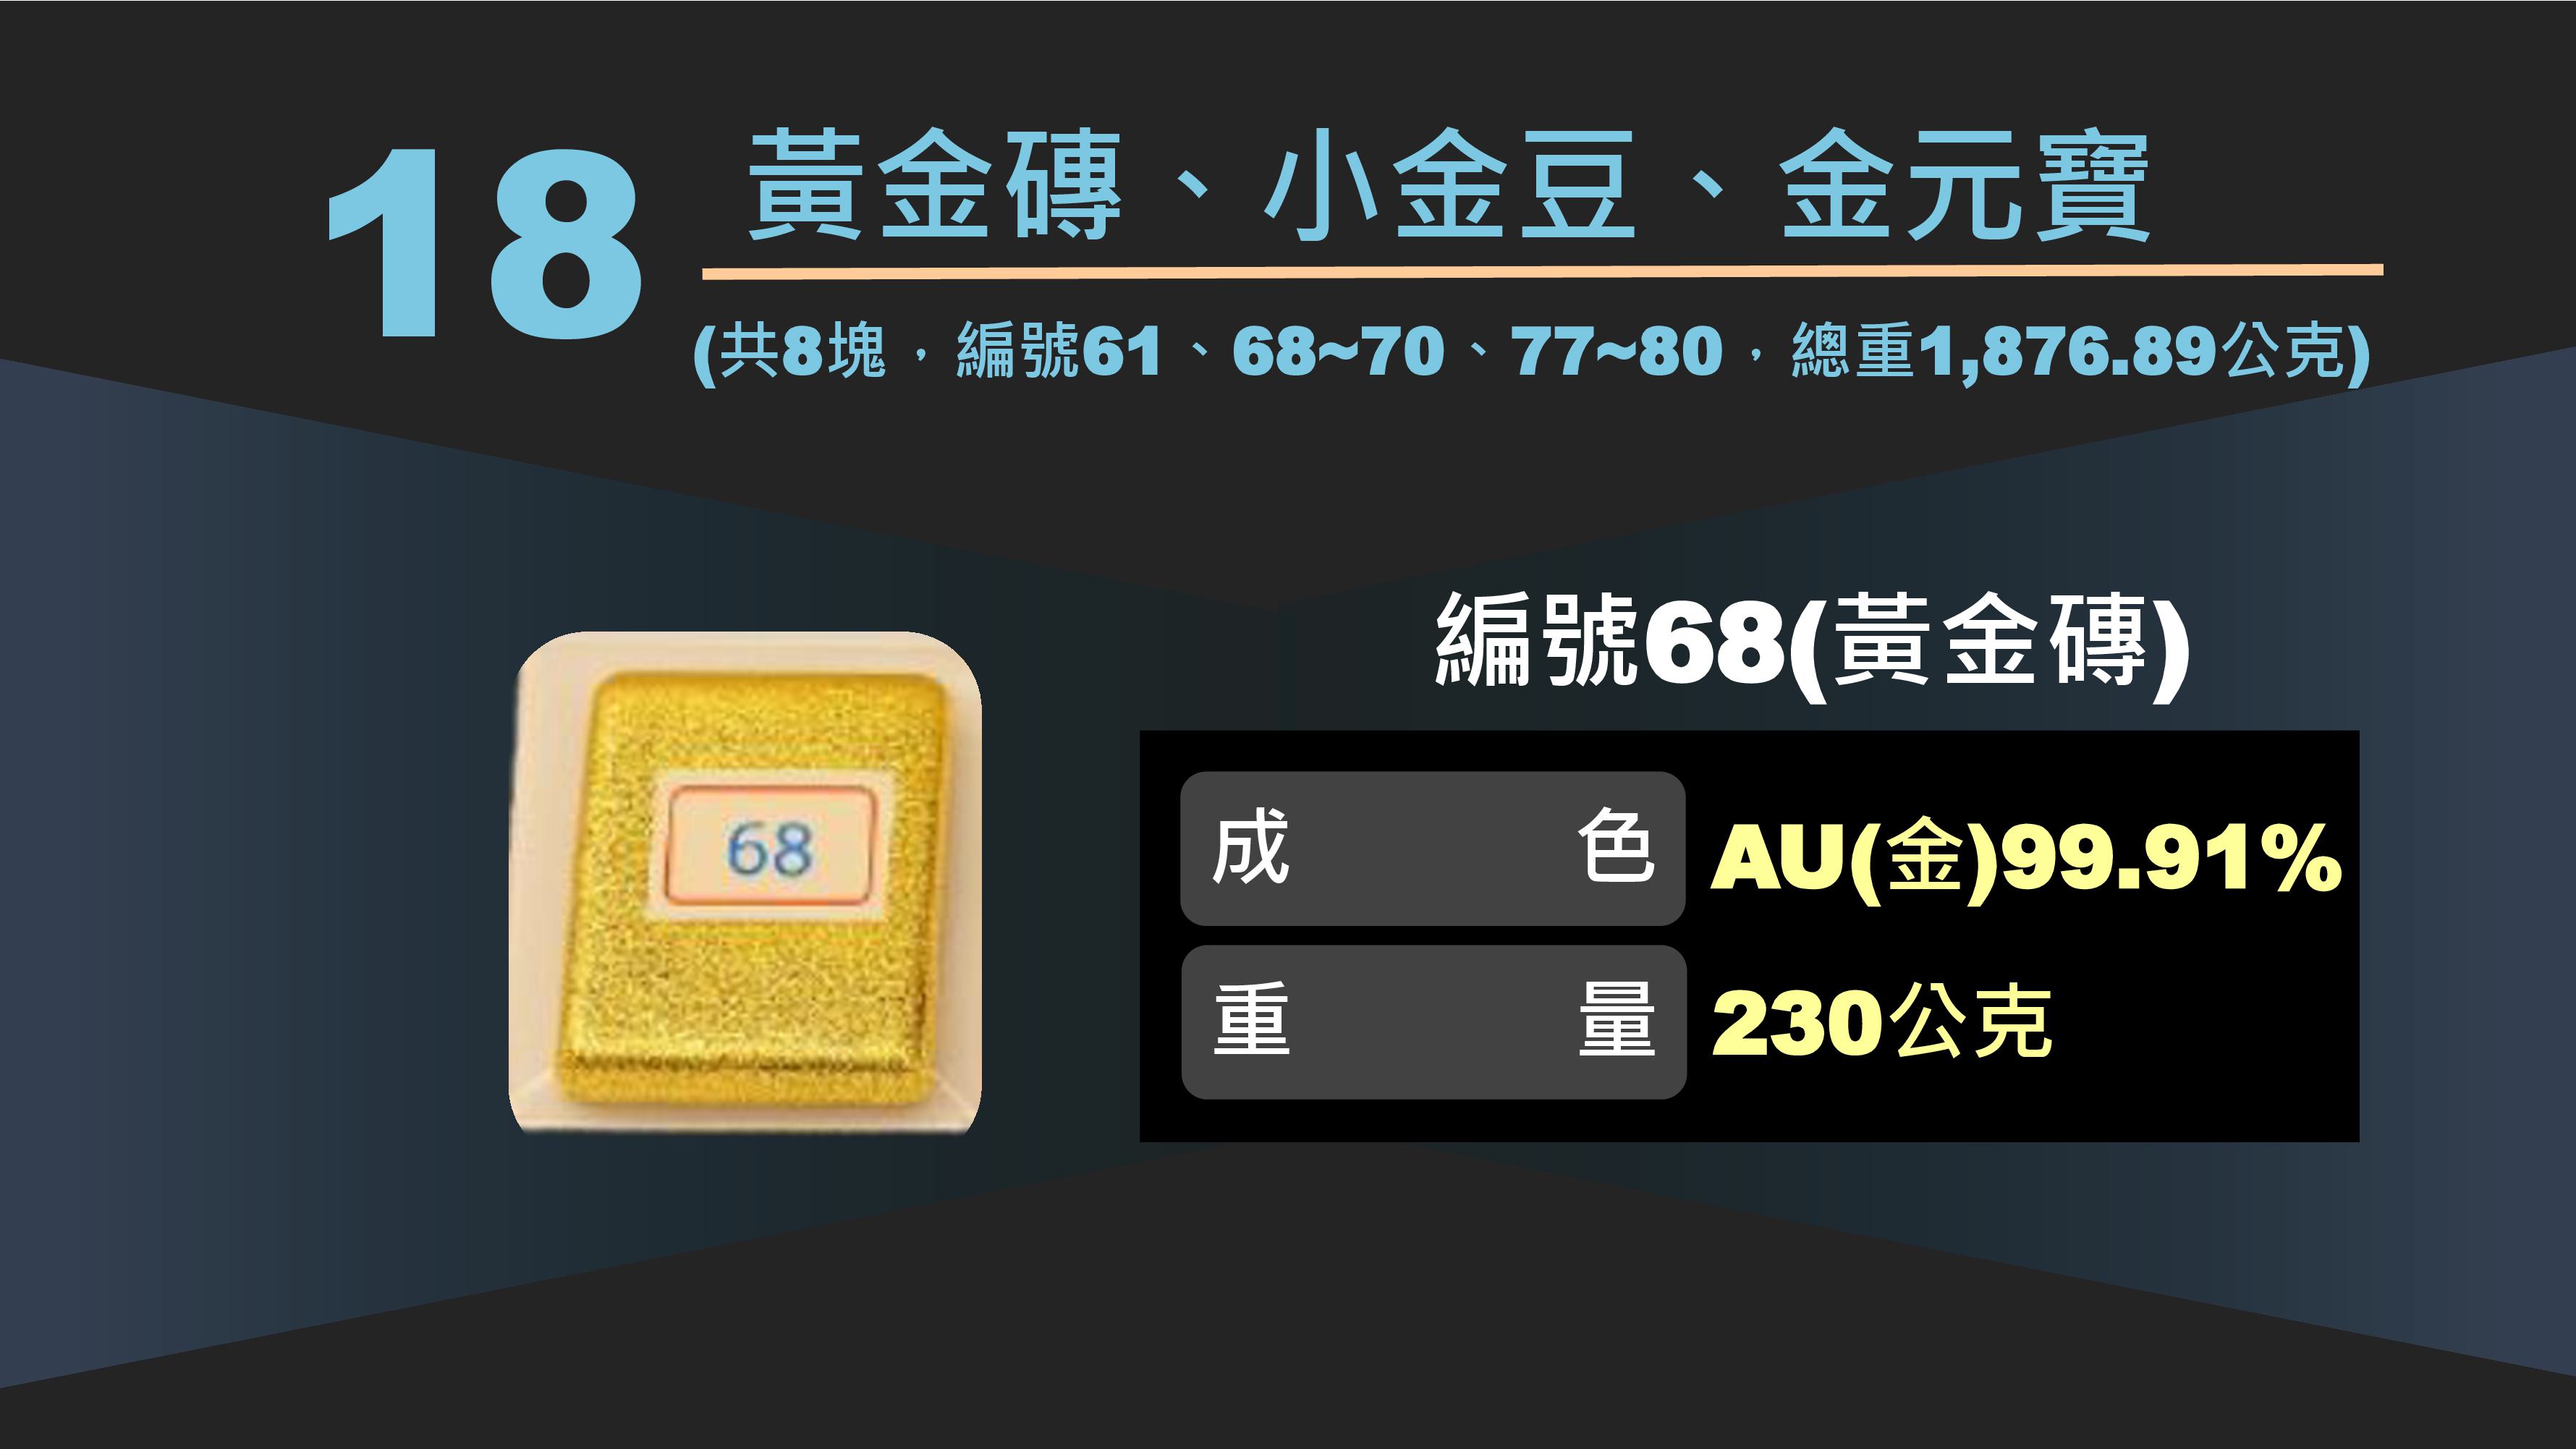 18 黃金磚、小金豆、金元寶
(共8塊，編號61、68~70、77~80，總重1,876.89公克)
編號68(黃金磚)
68
成色 AU(金)99.91%
重量 230公克